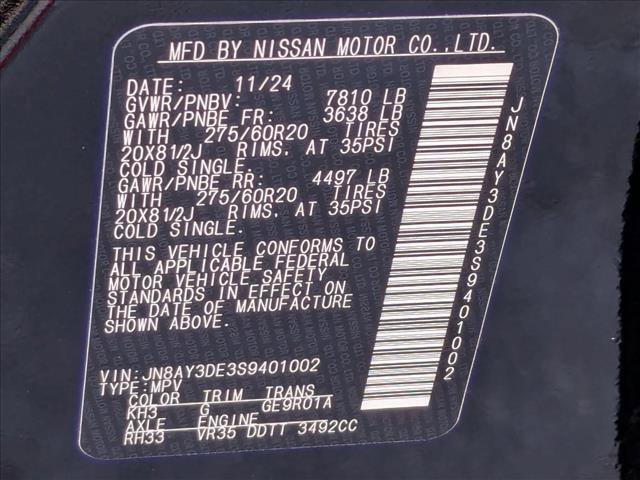 MFD BY NISSAN MOTOR CO.,LTD.
DATE: 11/24
GVWR/PNBV: 7810 LB
GAWR/PNBE FR: 3638 LB
WITH 275/60R20 TIRES
20X81/2J RIMS, AT 35PSI
COLD SINGLE.
GAWR/PNBE RR: 4497 LB
WITH 275/60R20 TIRES
20X81/2J RIMS, AT 35PSI
COLD SINGLE.
THIS VEHICLE CONFORMS TO
ALL APPLICABLE FEDERAL
MOTOR VEHICLE SAFETY
STANDARDS IN EFFECT ON
THE DATE OF MANUFACTURE
SHOWN ABOVE.
VIN:JN8AY3DE3S9401002
TYPE:MPV
COLOR TRIM TRANS
KH3 G GE9R01A
AXLE ENGINE
RH33 VR35 DDTT 3492CC
JN8AY3DE3S9401002